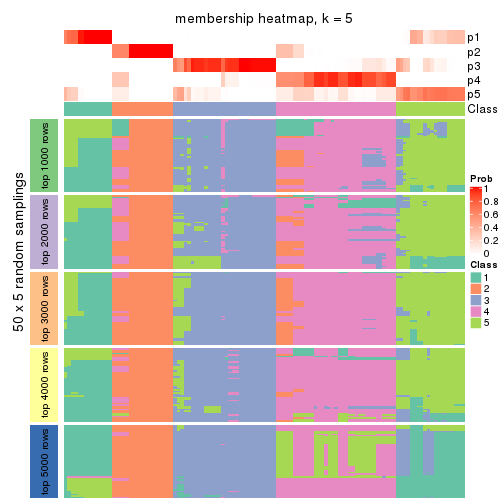 membership heatmap, k = 5
p1
p2
p3
p4
p5
Class
50 x 5 random samplings
top 1000 rows
top 2000 rows
top 3000 rows
top 4000 rows
top 5000 rows
Prob
1
0.8
0.6
0.4
0.2
0
Class
1
2
3
4
5